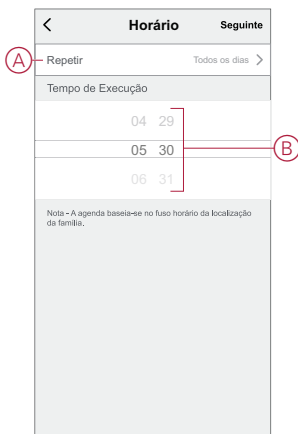 Horário Seguinte
A Repetir Todos os dias
Tempo de Execução
04 29
05 30
B
06 31
Nota - A agenda baseia-se no fuso horário da localização
da família.